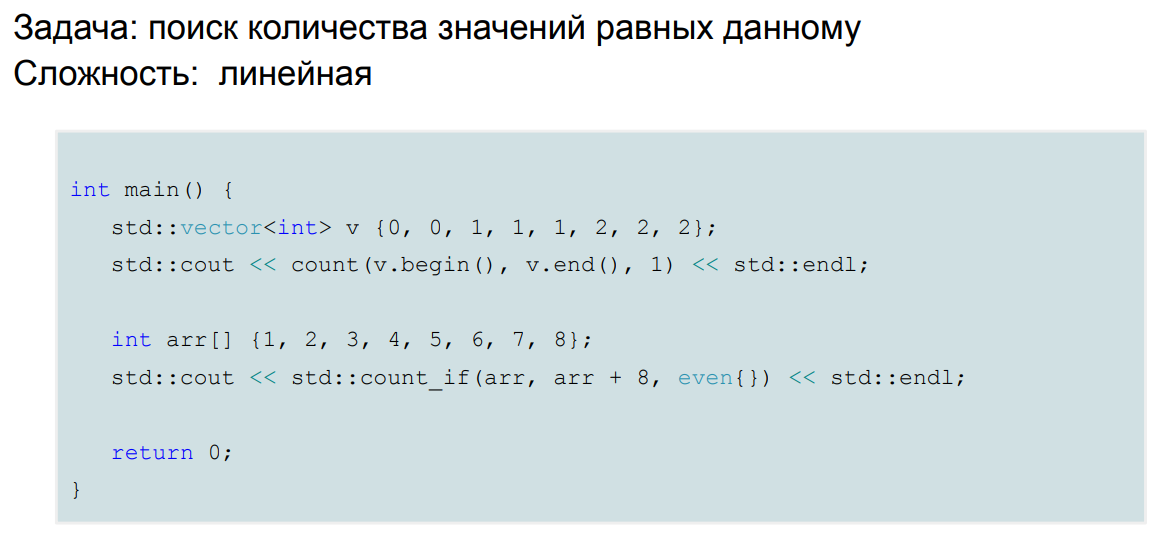 Задача: поиск количества значений равных данному
Сложность: линейная
int main() {
std::vector<int> v {0, 0, 1, 1, 1, 2, 2, 2};
std::cout << count(v.begin(), v.end(), 1) << std::endl;
int arr[] {1, 2, 3, 4, 5, 6, 7, 8};
std::cout << std::count_if(arr, arr + 8, even{}) << std::endl;
return 0;
}